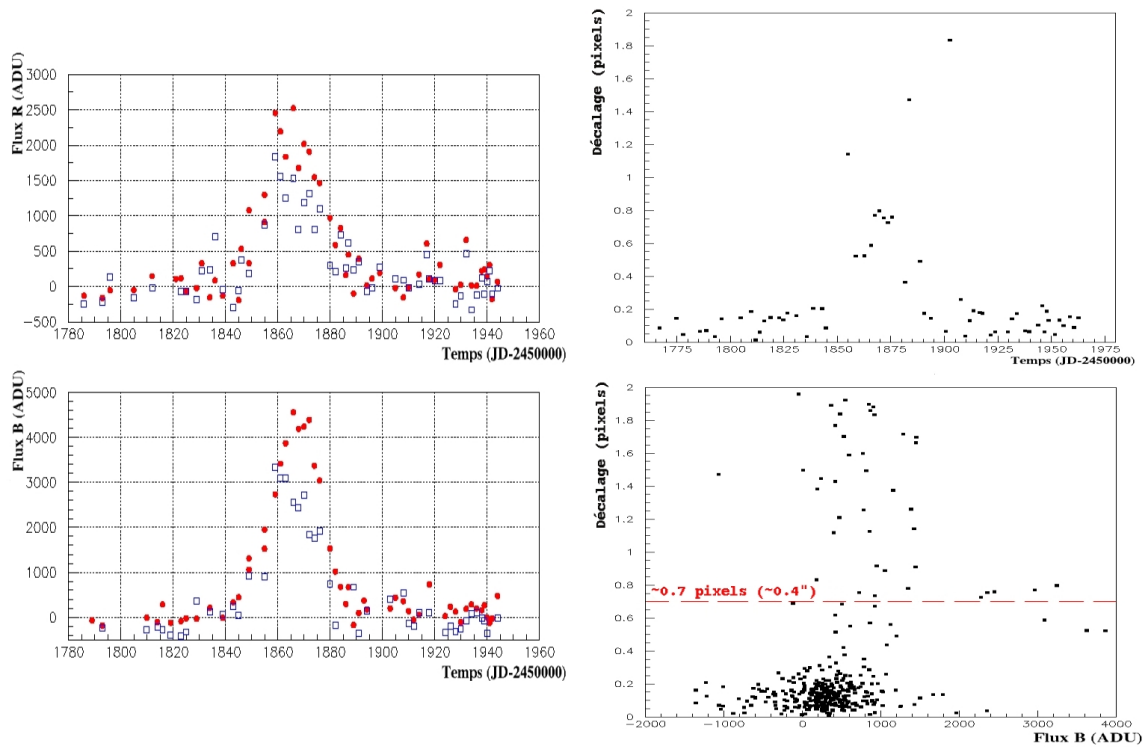 Flux R (ADU)
3000
2500
2000
1500
1000
500
0
−500
1780 1800 1820 1840 1860 1880 1900 1920 1940 1960
Temps (JD-2450000)
Décalage (pixels)
2
1.8
1.6
1.4
1.2
1
0.8
0.6
0.4
0.2
0
1775 1800 1825 1850 1875 1900 1925 1950 1975
Temps (JD-2450000)
Flux B (ADU)
5000
4000
3000
2000
1000
0
1780 1800 1820 1840 1860 1880 1900 1920 1940 1960
Temps (JD-2450000)
Décalage (pixels)
2
1.8
1.6
1.4
1.2
1
0.8
0.6
0.4
0.2
0
~0.7 pixels (~0.4")
−2000 −1000 0 1000 2000 3000 4000
Flux B (ADU)